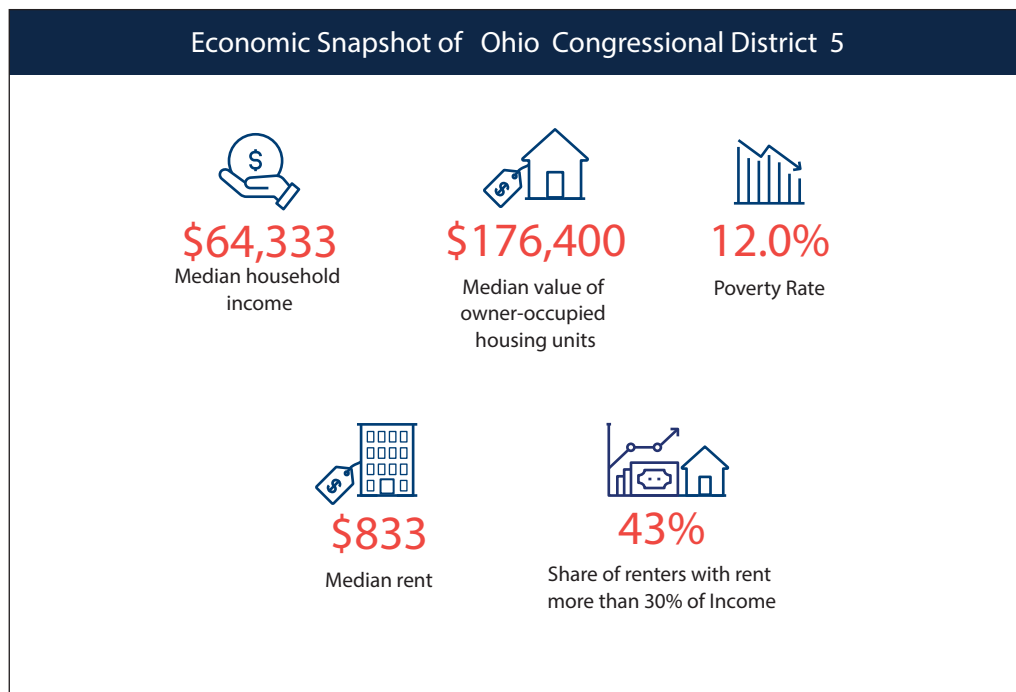 Economic Snapshot of Ohio Congressional District 5
$64,333
Median household
income
$176,400
Median value of
owner-occupied
housing units
12.0%
Poverty Rate
$833
Median rent
43%
Share of renters with rent
more than 30% of Income